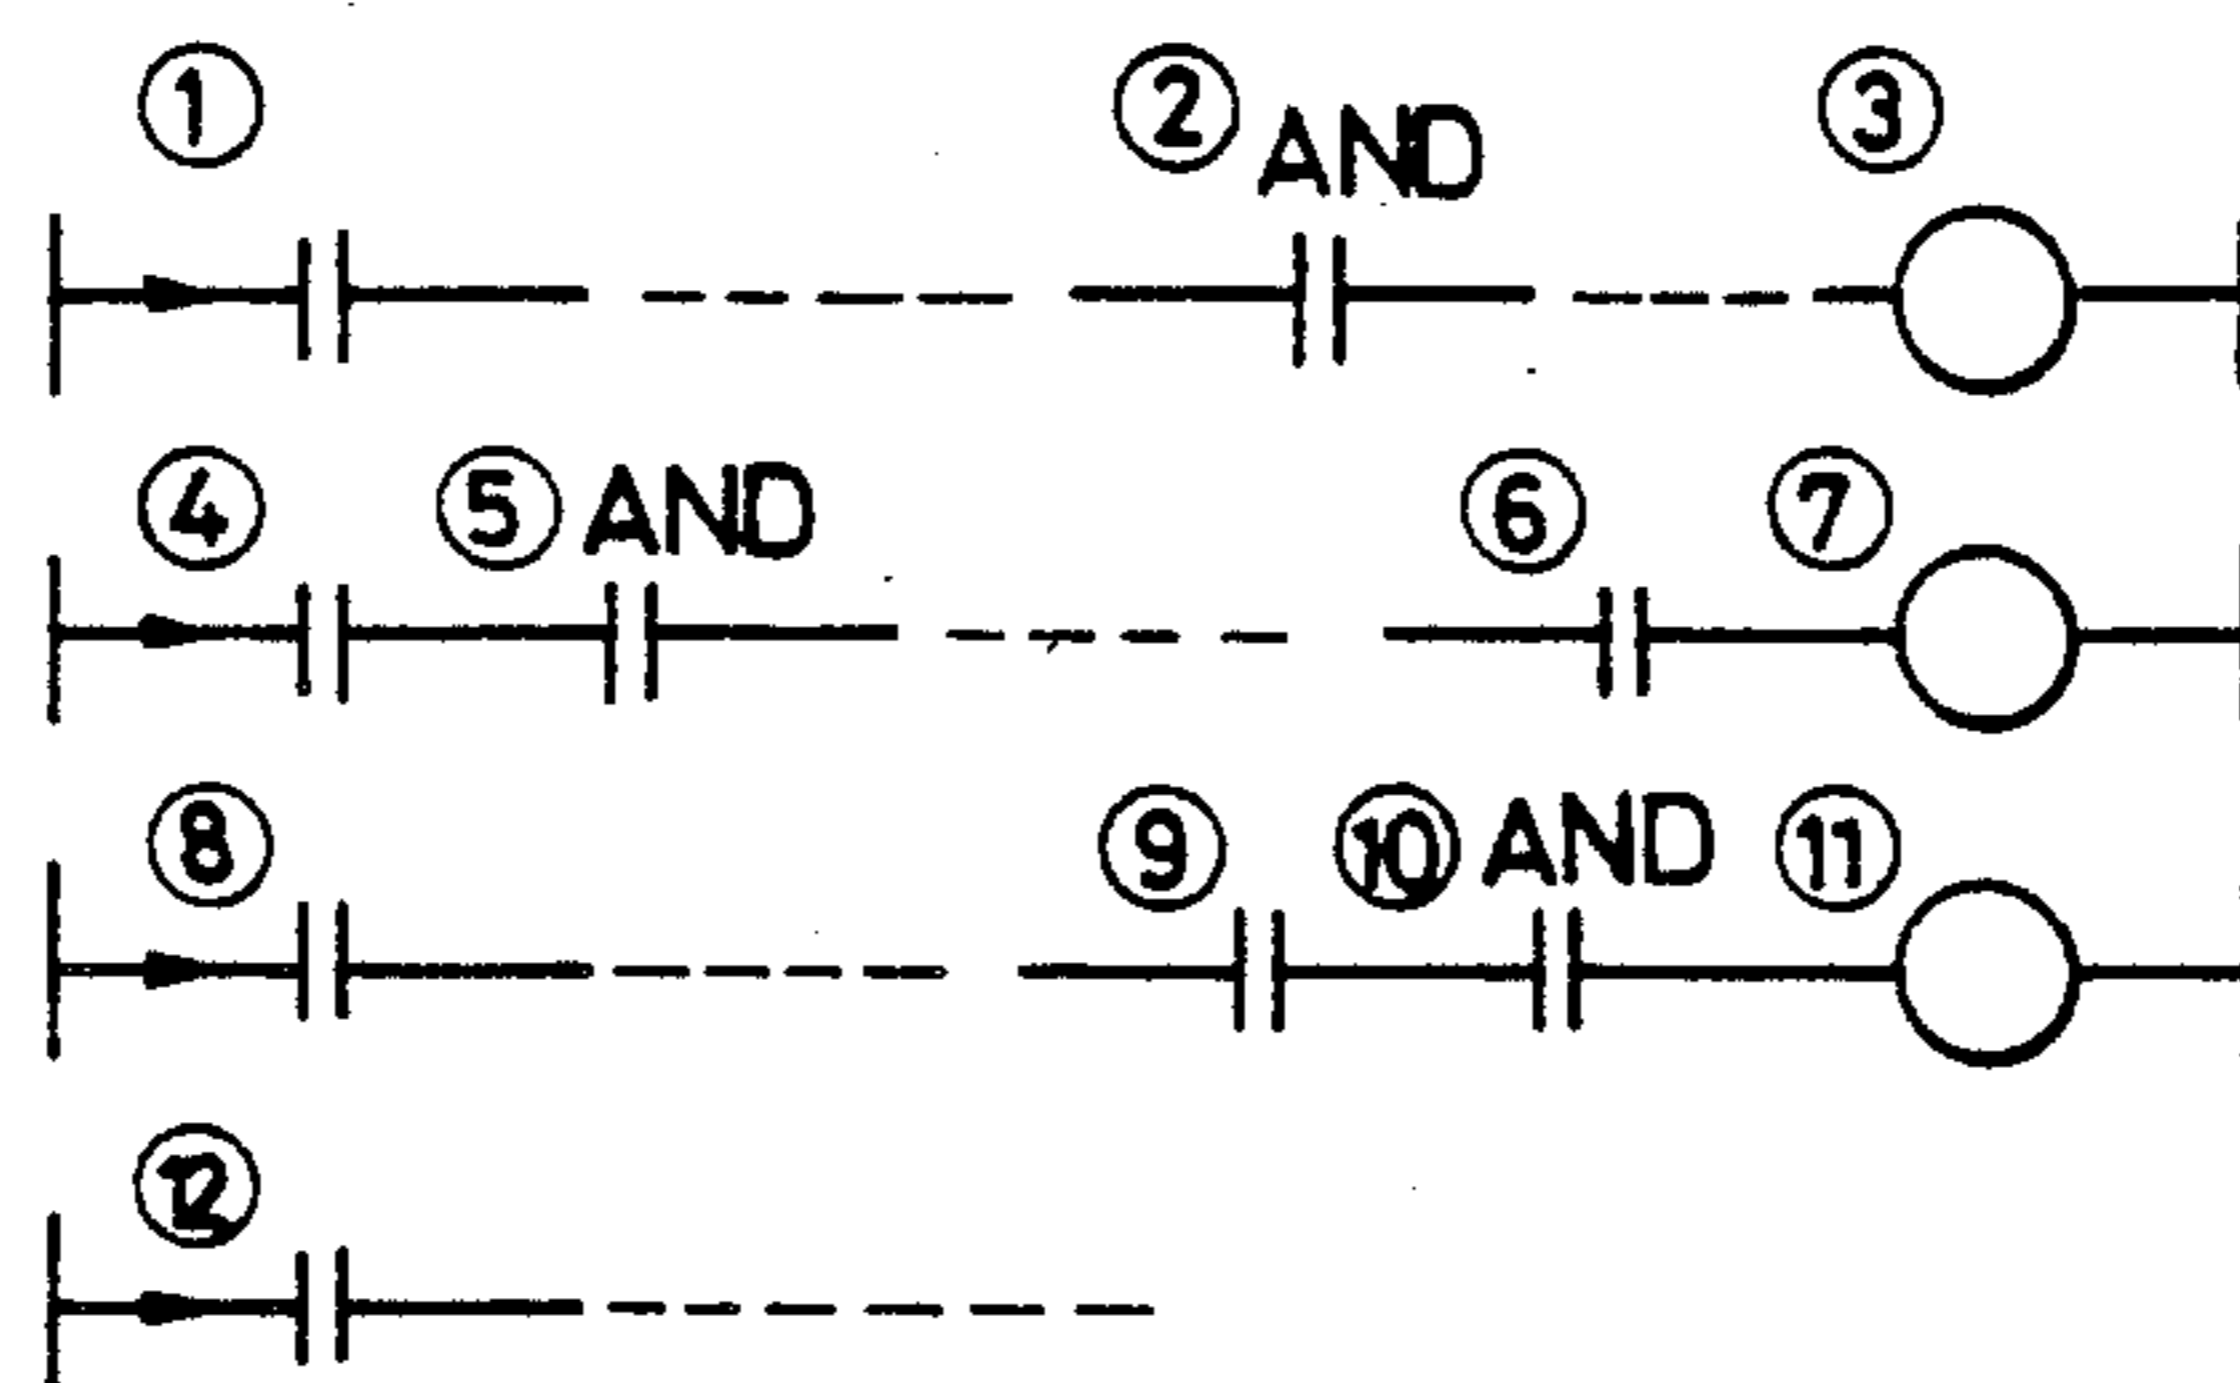 ① ② AND ③
④ ⑤ AND ⑥ ⑦
⑧ ⑨ ⑩ AND ⑪
⑫